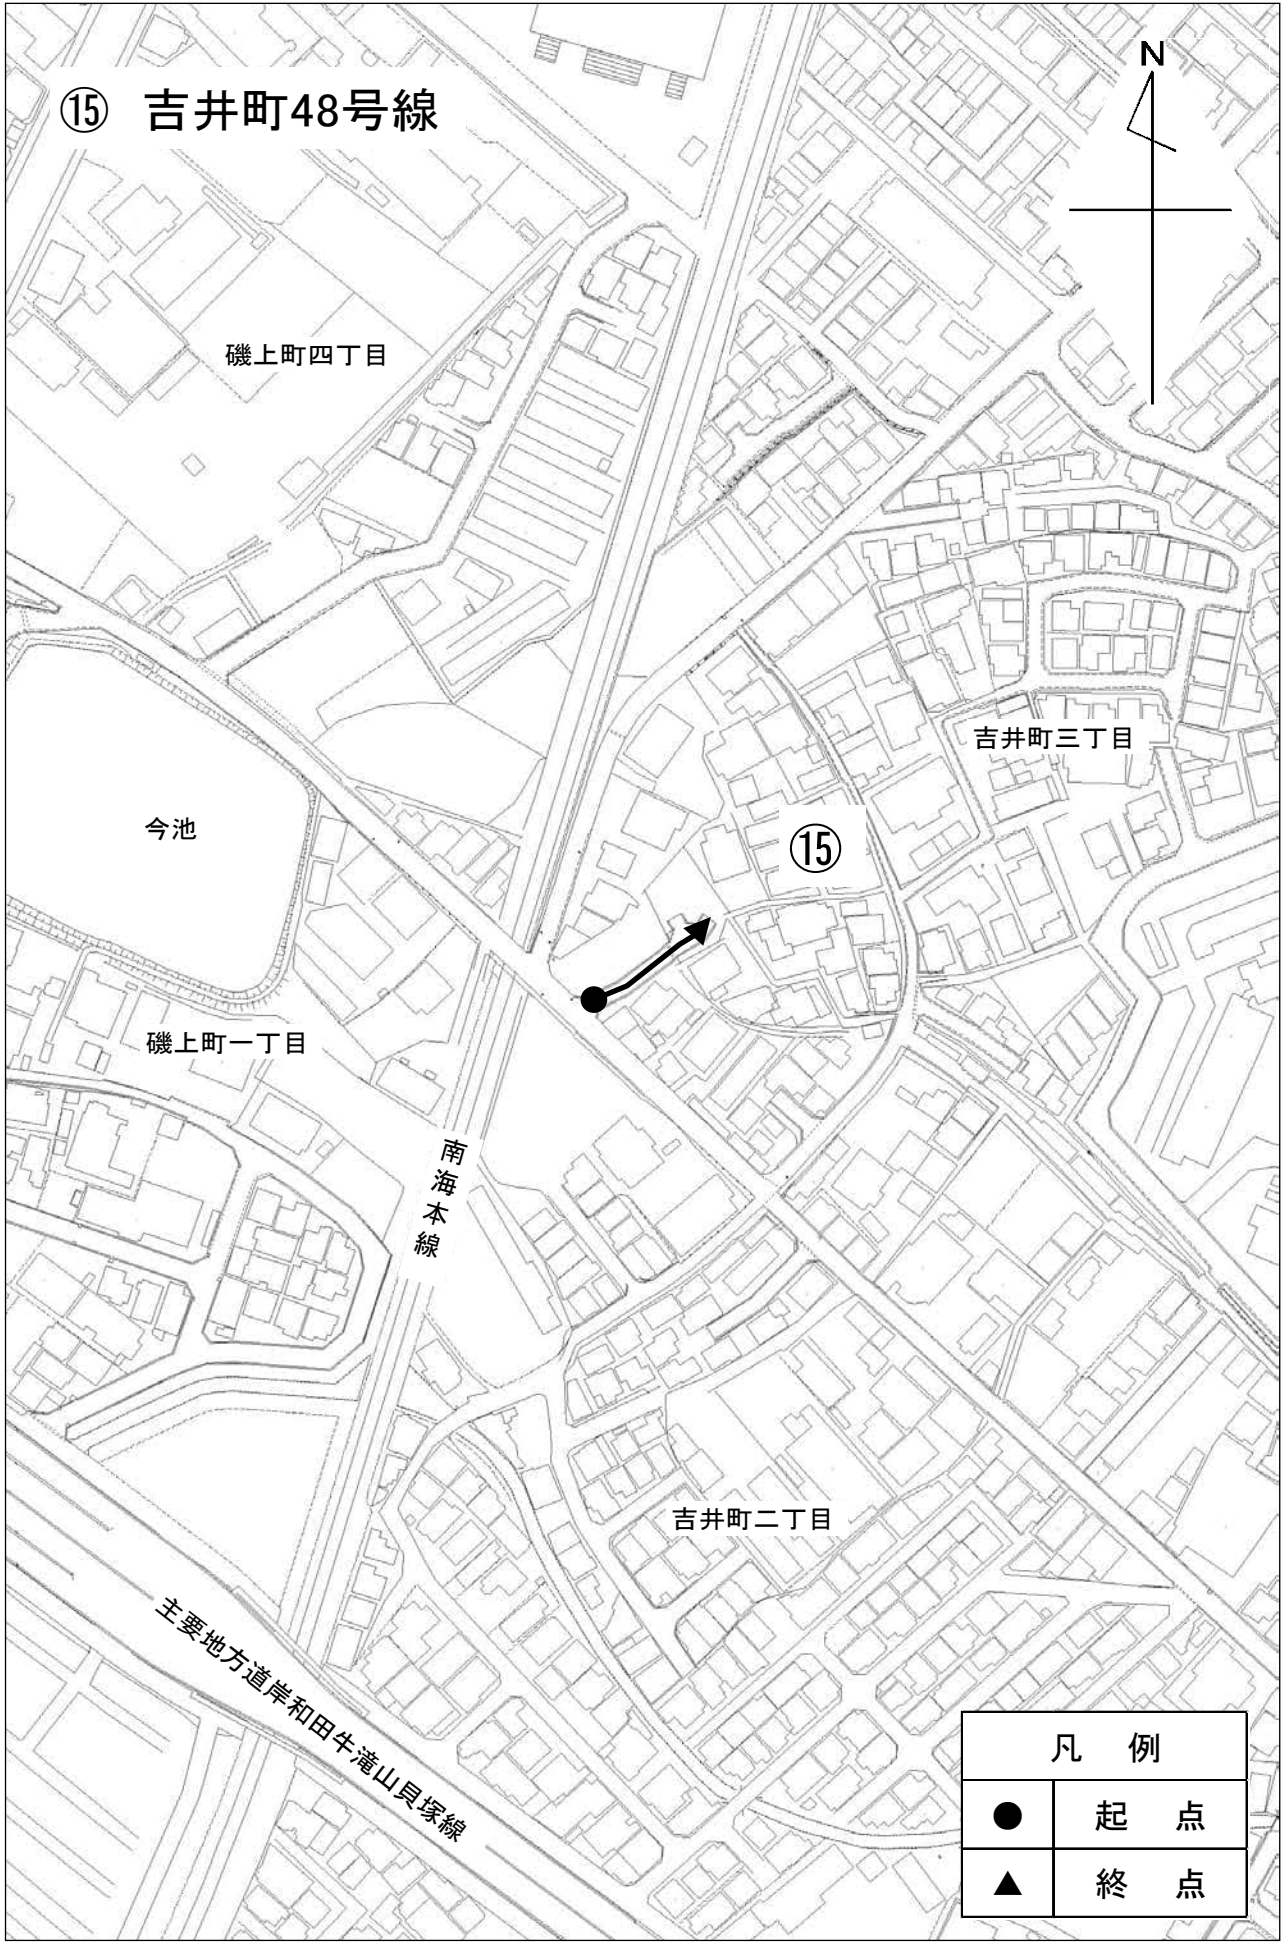 ⑮ 吉井町48号線
N
磯上町四丁目
吉井町三丁目
今池
⑮
磯上町一丁目
南海本線
吉井町二丁目
主要地方道岸和田牛滝山貝塚線
凡 例
● 起 点
▲ 終 点